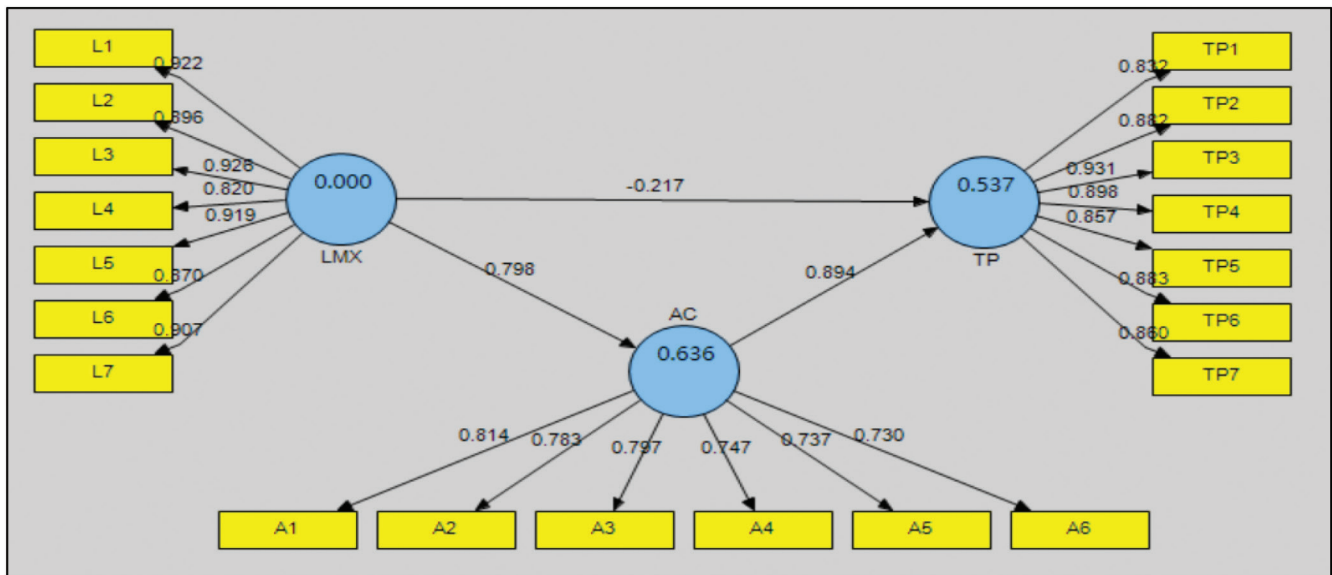 L1
0.922
L2
0.896
L3
0.928
L4
0.820
L5
0.919
L6
0.870
L7
0.907
0.000
LMX
-0.217
0.798
0.894
AC
0.636
0.537
TP
TP1
0.832
TP2
0.882
TP3
0.931
TP4
0.898
TP5
0.857
TP6
0.883
TP7
0.860
0.814
0.783
0.797
0.747
0.737
0.730
A1
A2
A3
A4
A5
A6